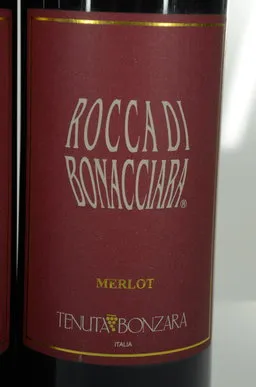 ROCCA DI
BONACCIARA®
MERLOT
TENUTA BONZARA
ITALIA